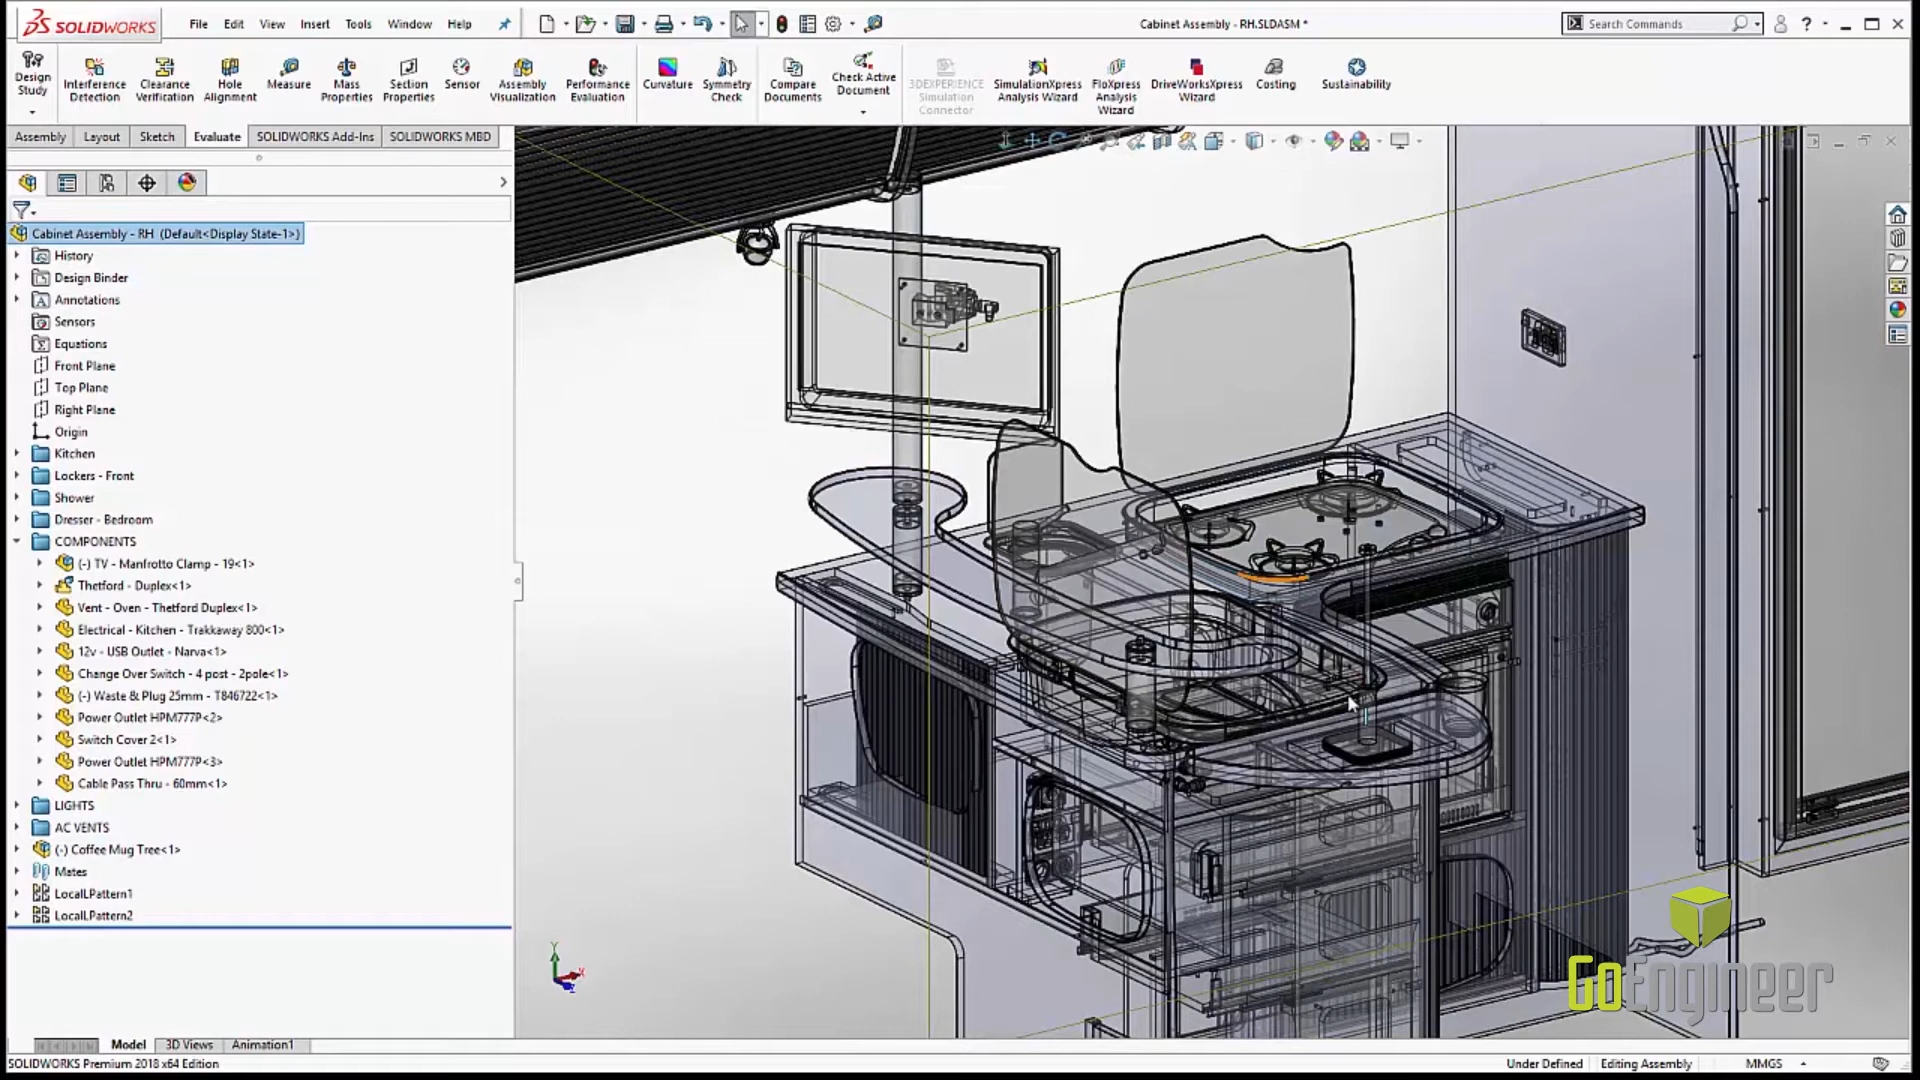 SOLIDWORKS
File Edit View Insert Tools Window Help
Cabinet Assembly - RH.SLDASM *
Search Commands
?
Design Study
Interference Detection
Clearance Verification
Hole Alignment
Measure
Mass Properties
Section Properties
Sensor
Assembly Visualization
Performance Evaluation
Curvature
Symmetry Check
Compare Documents
Check Active Document
3DEXPERIENCE Simulation Connector
SimulationXpress Analysis Wizard
FloXpress Analysis Wizard
DriveWorksXpress Wizard
Costing
Sustainability
Assembly Layout Sketch Evaluate SOLIDWORKS Add-Ins SOLIDWORKS MBD
Cabinet Assembly - RH (Default<Display State-1>)
History
Design Binder
Annotations
Sensors
Equations
Front Plane
Top Plane
Right Plane
Origin
Kitchen
Lockers - Front
Shower
Dresser - Bedroom
COMPONENTS
(-) TV - Manfrotto Clamp - 19<1>
Thetford - Duplex<1>
Vent - Oven - Thetford Duplex<1>
Electrical - Kitchen - Trakkaway 800<1>
12v - USB Outlet - Narva<1>
Change Over Switch - 4 post - 2pole<1>
(-) Waste & Plug 25mm - T846722<1>
Power Outlet HPM777P<2>
Switch Cover 2<1>
Power Outlet HPM777P<3>
Cable Pass Thru - 60mm<1>
LIGHTS
AC VENTS
(-) Coffee Mug Tree<1>
Mates
LocalLPattern1
LocalLPattern2
Y
X
Z
GoEngineer
Model 3D Views Animation1
SOLIDWORKS Premium 2018 x64 Edition
Under Defined Editing Assembly MMGS